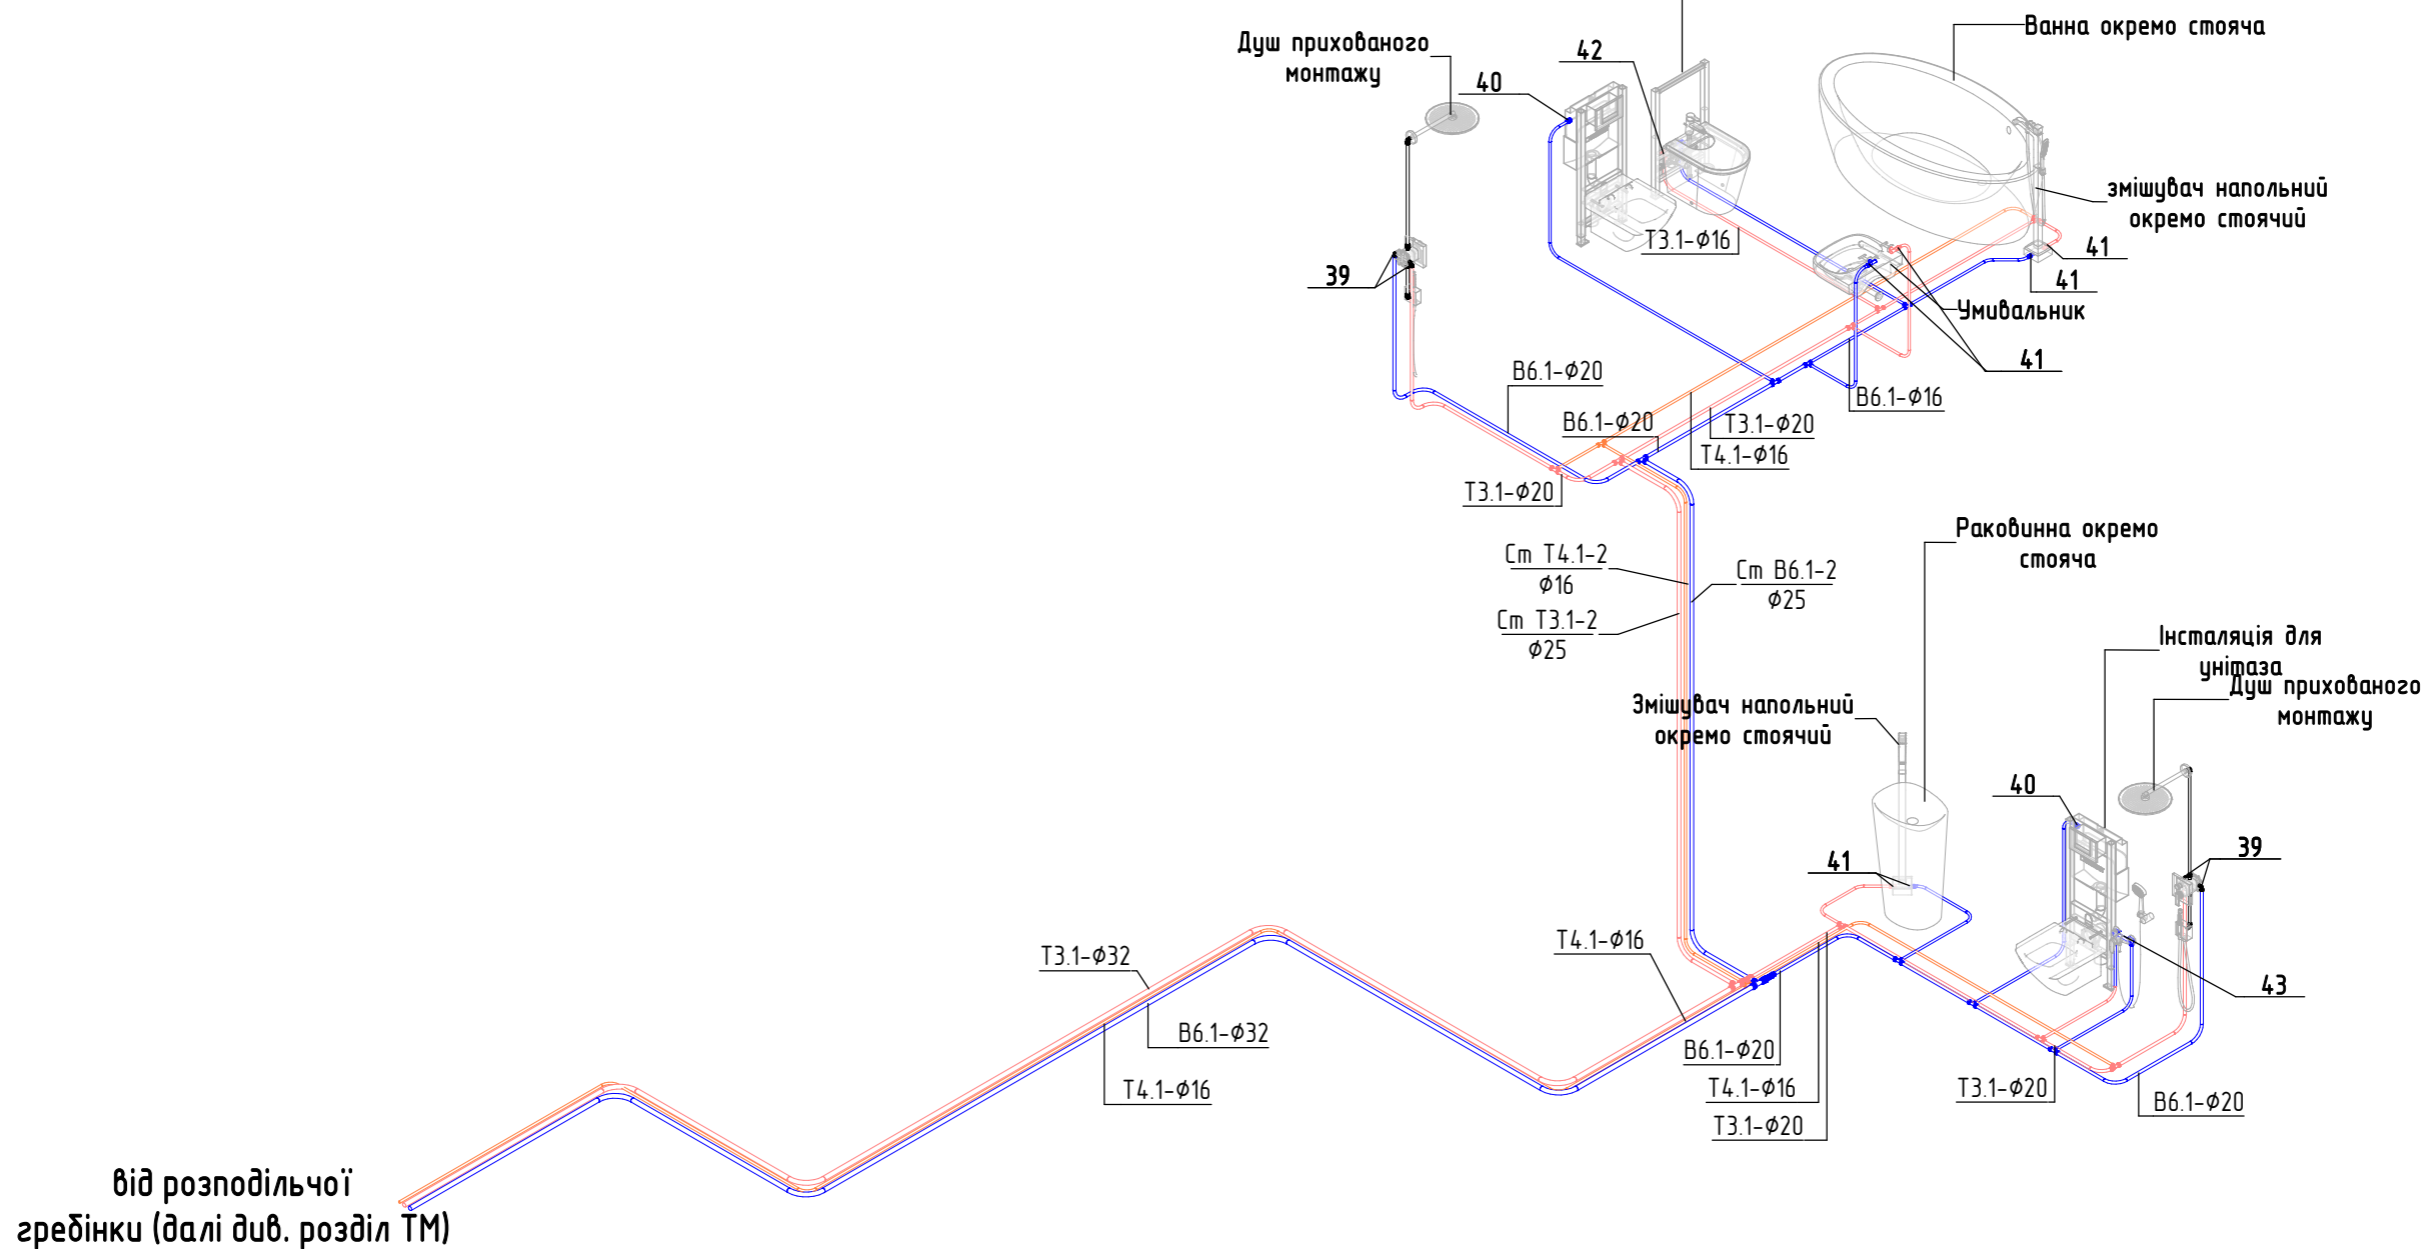 Ванна окремо стояча
Душ прихованого
монтажу
42
40
змішувач напольний
окремо стоячий
Т3.1-Ф16
41
39
41
Умивальник
41
В6.1-Ф20
В6.1-Ф16
В6.1-Ф20
Т3.1-Ф20
Т4.1-Ф16
Т3.1-Ф20
Раковинна окремо
стояча
Ст Т4.1-2
Ф16
Ст В6.1-2
Ф25
Ст Т3.1-2
Ф25
Інсталяція для
унітаза
Душ прихованого
монтажу
Змішувач напольний
окремо стоячий
40
39
41
Т4.1-Ф16
Т3.1-Ф32
43
В6.1-Ф32
В6.1-Ф20
Т4.1-Ф16
Т4.1-Ф16
Т3.1-Ф20
В6.1-Ф20
Т3.1-Ф20
від розподільчої
гребінки (далі див. розділ ТМ)